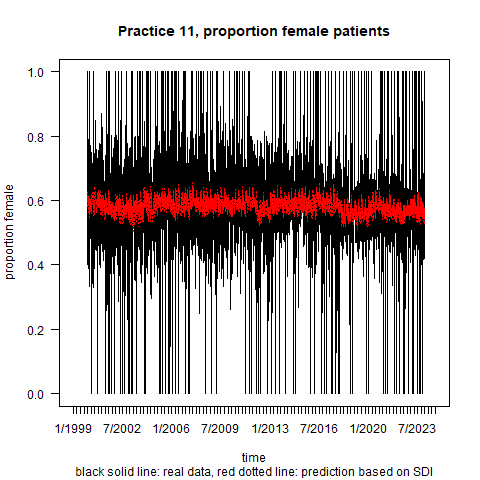 Practice 11, proportion female patients
proportion female
1.0
0.8
0.6
0.4
0.2
0.0
1/1999 7/2002 1/2006 7/2009 1/2013 7/2016 1/2020 7/2023
time
black solid line: real data, red dotted line: prediction based on SDI